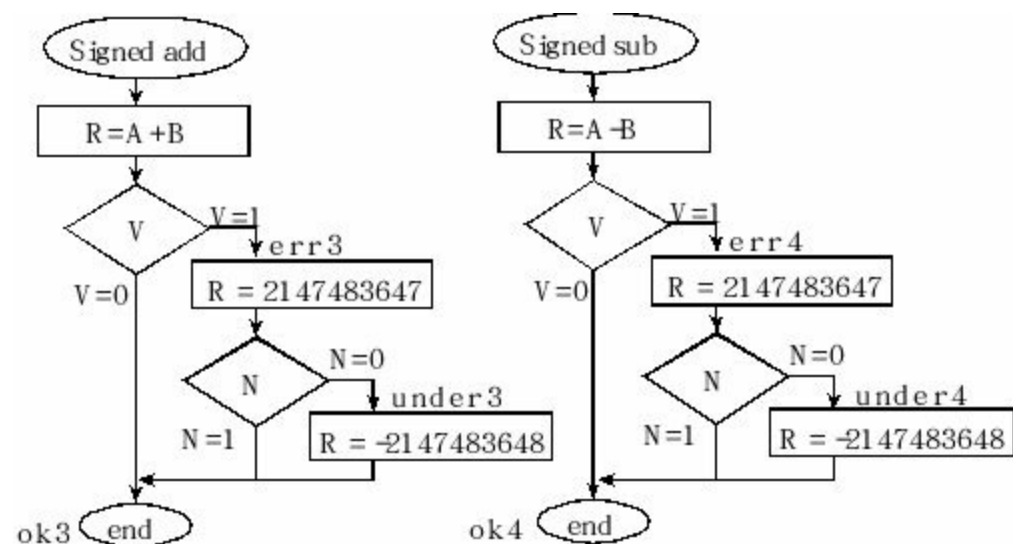 Signed add
R=A+B
V
V=1
err3
V=0
R = 2147483647
N=0
N
under3
N=1
R = -2147483648
ok3
end
Signed sub
R=A-B
V
V=1
err4
V=0
R = 2147483647
N=0
N
under4
N=1
R = -2147483648
ok4
end